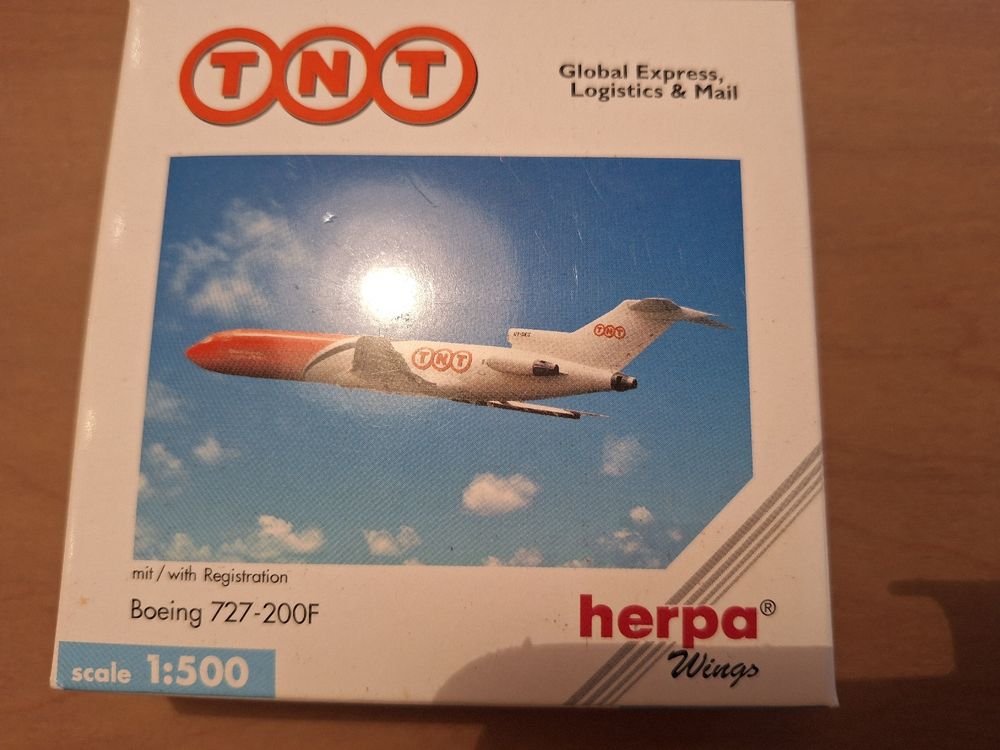 TNT
Global Express,
Logistics & Mail
TNT
TNT
mit / with Registration
Boeing 727-200F
herpa®
Wings
scale 1:500